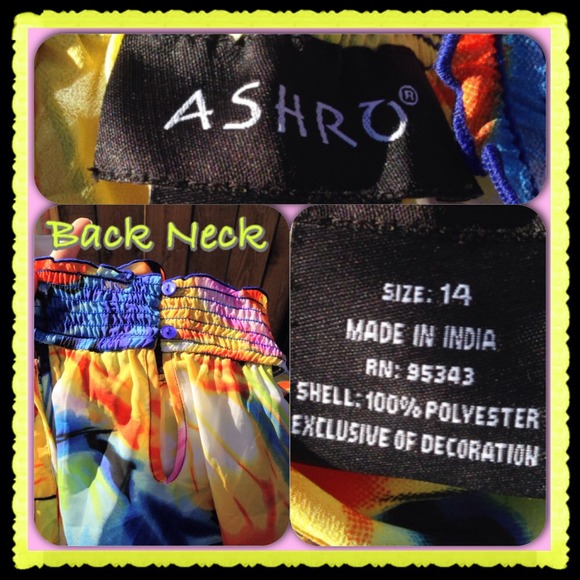 ASHRO®
Back Neck
SIZE: 14
MADE IN INDIA
RN: 95343
SHELL: 100% POLYESTER
EXCLUSIVE OF DECORATION